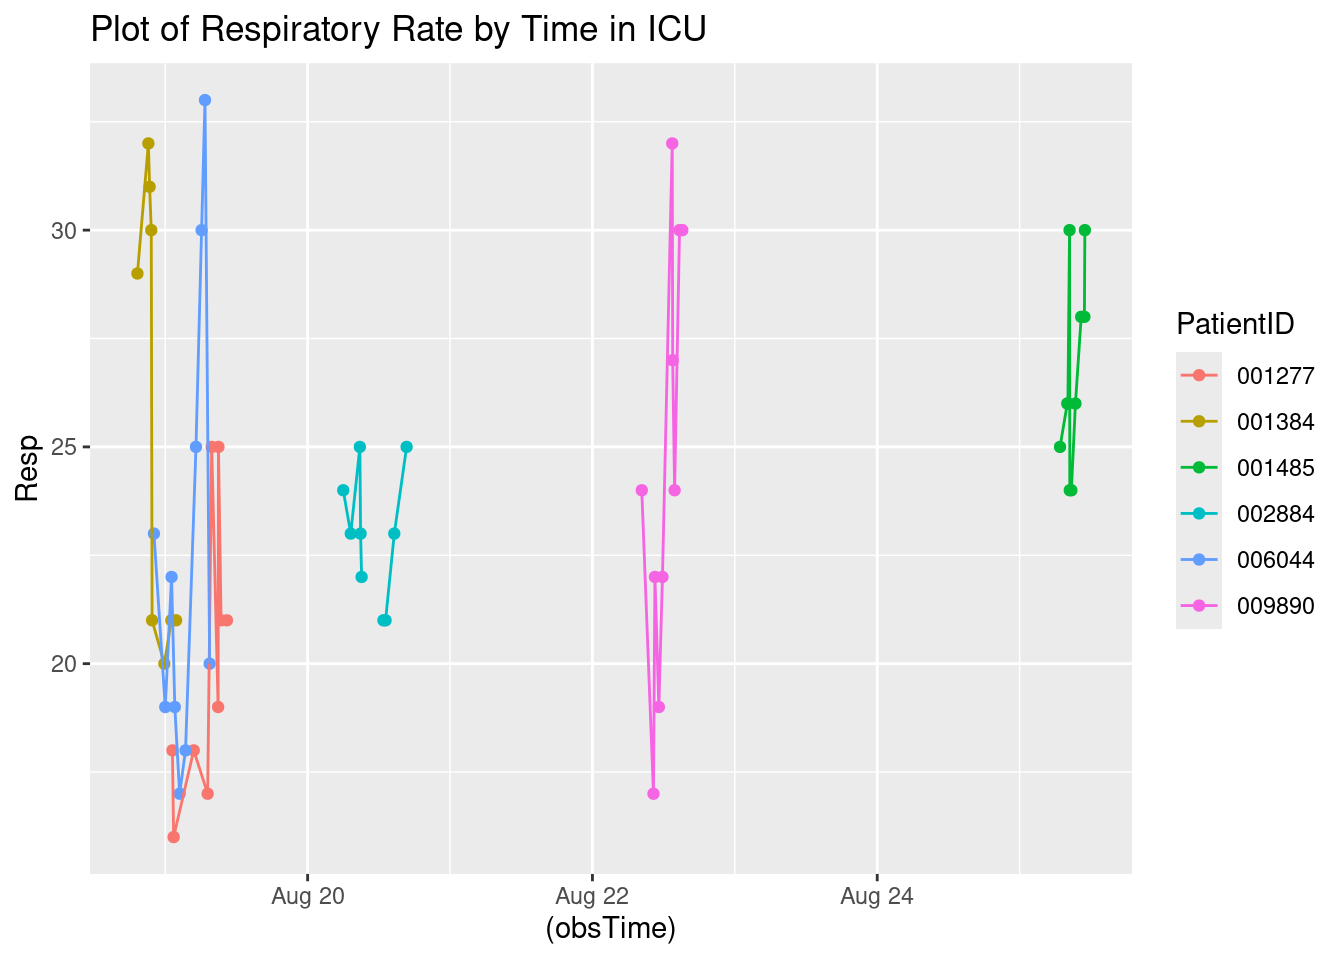 Plot of Respiratory Rate by Time in ICU
30
25
20
Resp
Aug 20
Aug 22
Aug 24
(obsTime)
PatientID
001277
001384
001485
002884
006044
009890